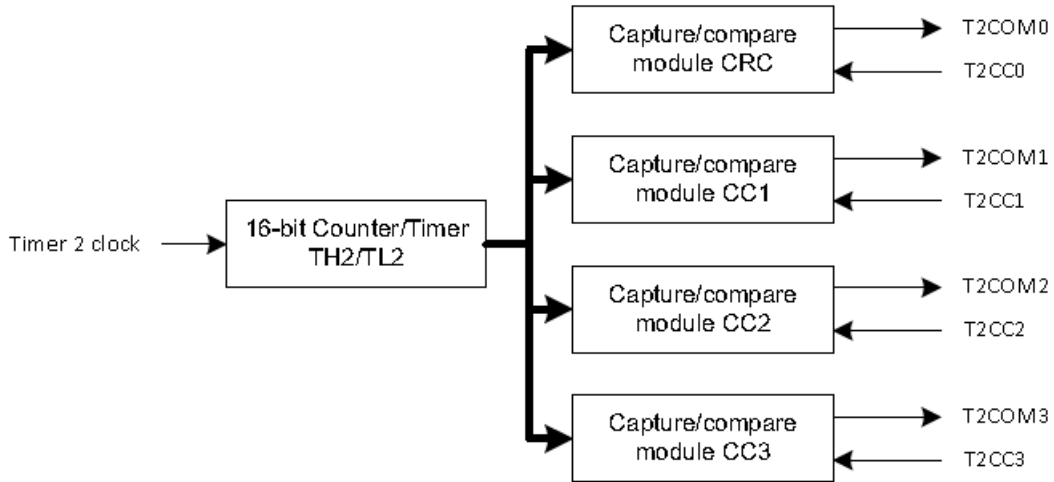 Capture/compare
module CRC
T2COM0
T2CC0
Capture/compare
module CC1
T2COM1
T2CC1
Timer 2 clock
16-bit Counter/Timer
TH2/TL2
Capture/compare
module CC2
T2COM2
T2CC2
Capture/compare
module CC3
T2COM3
T2CC3